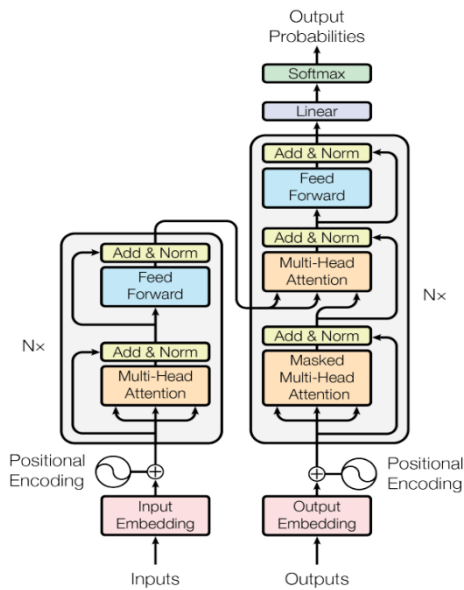 Output
Probabilities
Softmax
Linear
Add & Norm
Feed
Forward
Add & Norm
Multi-Head
Attention
Add & Norm
Masked
Multi-Head
Attention
N×
Add & Norm
Feed
Forward
Add & Norm
Multi-Head
Attention
N×
Positional
Encoding
Positional
Encoding
Input
Embedding
Output
Embedding
Inputs
Outputs